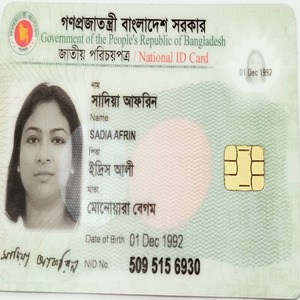 গণপ্রজাতন্ত্রী বাংলাদেশ সরকার
Government of the People's Republic of Bangladesh
জাতীয় পরিচয়পত্র / National ID Card
01 Dec 1992
নাম
সাদিয়া আফরিন
Name
SADIA AFRIN
পিতা
ইদ্রিস আলী
মাতা
মোনোয়ারা বেগম
Date of Birth 01 Dec 1992
সাদিয়া আফরিন
NID No. 509 515 6930